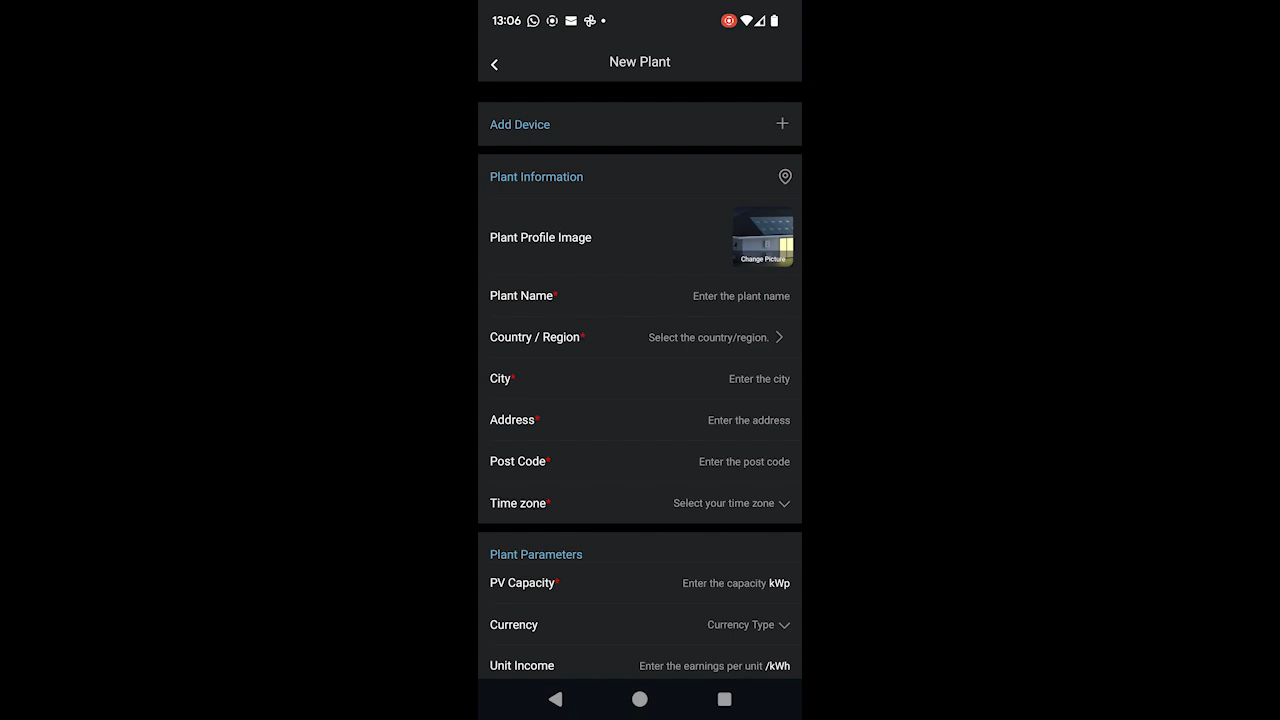 13:06
New Plant
Add Device
Plant Information
Plant Profile Image
Change Picture
Plant Name* Enter the plant name
Country / Region* Select the country/region.
City* Enter the city
Address* Enter the address
Post Code* Enter the post code
Time zone* Select your time zone
Plant Parameters
PV Capacity* Enter the capacity kWp
Currency Currency Type
Unit Income Enter the earnings per unit /kWh